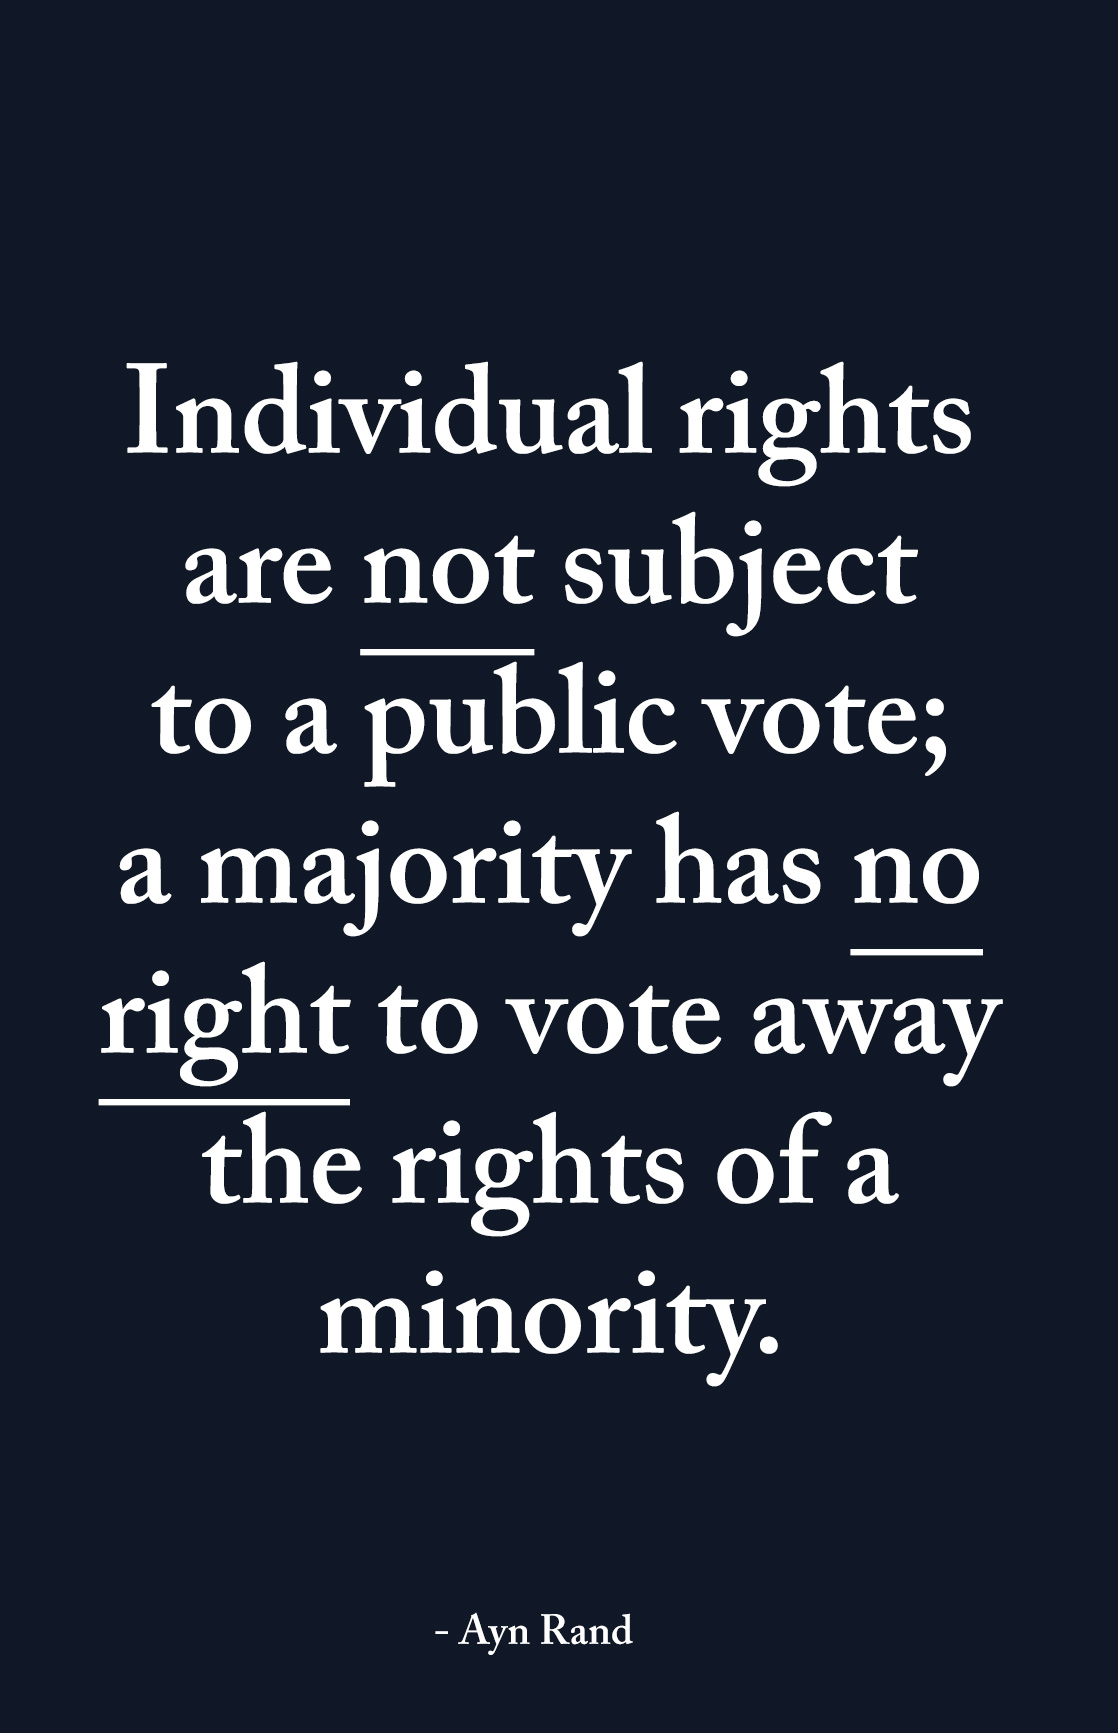 Individual rights
are not subject
to a public vote;
a majority has no
right to vote away
the rights of a
minority.
- Ayn Rand